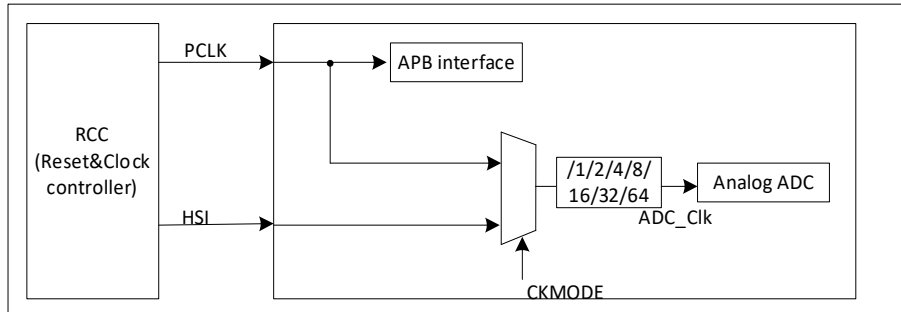 PCLK
APB interface
RCC
(Reset&Clock
controller)
/1/2/4/8/
16/32/64
Analog ADC
HSI
ADC_Clk
CKMODE